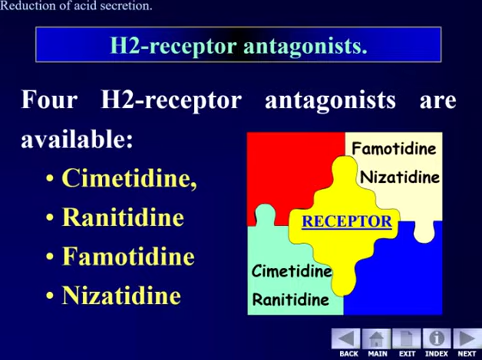 Reduction of acid secretion.
H2-receptor antagonists.
Four H2-receptor antagonists are
available:
• Cimetidine,
• Ranitidine
• Famotidine
• Nizatidine
Famotidine
Nizatidine
RECEPTOR
Cimetidine
Ranitidine
BACK MAIN EXIT INDEX NEXT